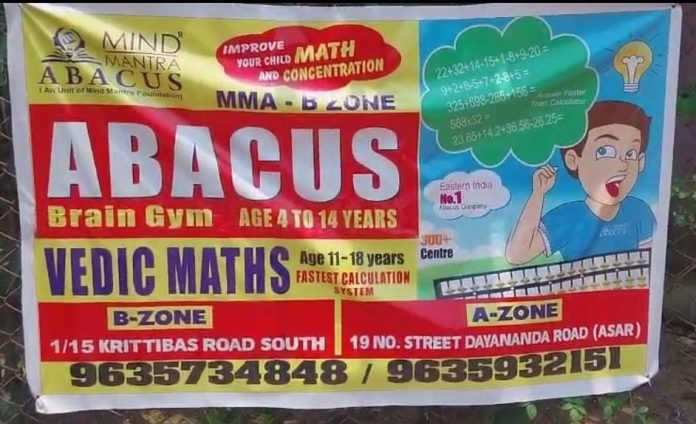 MIND R
MANTRA
ABACUS
( An Unit of Mind Mantra Foundation)
IMPROVE
YOUR CHILD MATH
AND CONCENTRATION
MMA - B ZONE
ABACUS
Brain Gym AGE 4 TO 14 YEARS
VEDIC MATHS
Age 11-18 years
FASTEST CALCULATION
SYSTEM
22+32+14-15+1-8+9-20=
9+2+6-5+7+2-8+5=
325+698-265+156=
568x32=
23.65+14.2+36.56-26.25=
Answer Faster
Than Calculator
Eastern India
No.1
Abacus Company
300+
Centre
ABACUS
B-ZONE
1/15 KRITTIBAS ROAD SOUTH
A-ZONE
19 NO. STREET DAYANANDA ROAD (ASAR)
9635734848 / 9635932151